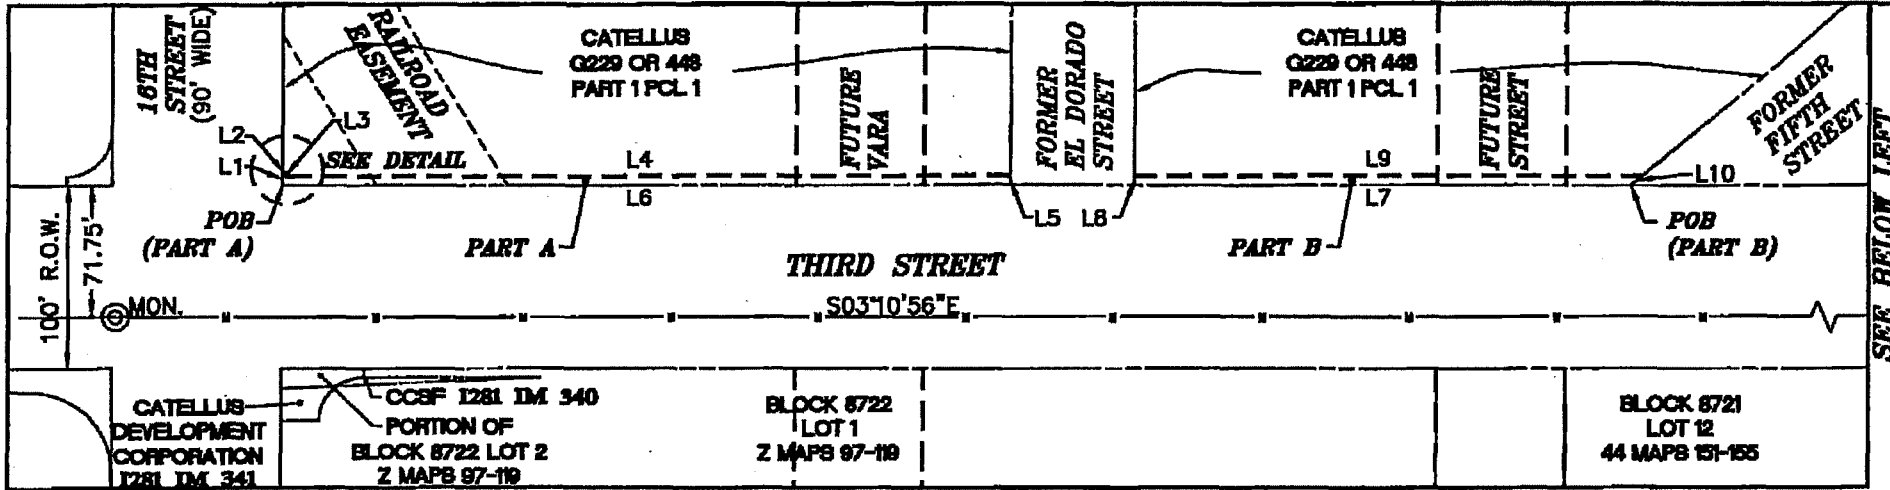 16TH
STREET
(90' WIDE)
RAILROAD
EASEMENT
CATELLUS
G229 OR 448
PART 1 PCL 1
FUTURE
VARA
FORMER
EL DORADO
STREET
CATELLUS
G229 OR 448
PART 1 PCL 1
FUTURE
STREET
FORMER
FIFTH
STREET
L2
L3
L1
SEE DETAIL
L4
L6
L9
L7
L10
L5
L8
POB
(PART A)
PART A
PART B
POB
(PART B)
100' R.O.W.
71.75'
THIRD STREET
MON.
S03°10'56"E
SEE BELOW LEFT
CATELLUS
DEVELOPMENT
CORPORATION
I281 IM 341
CCSF I281 IM 340
PORTION OF
BLOCK 8722 LOT 2
Z MAPS 97-119
BLOCK 8722
LOT 1
Z MAPS 97-119
BLOCK 8721
LOT 12
44 MAPS 151-155